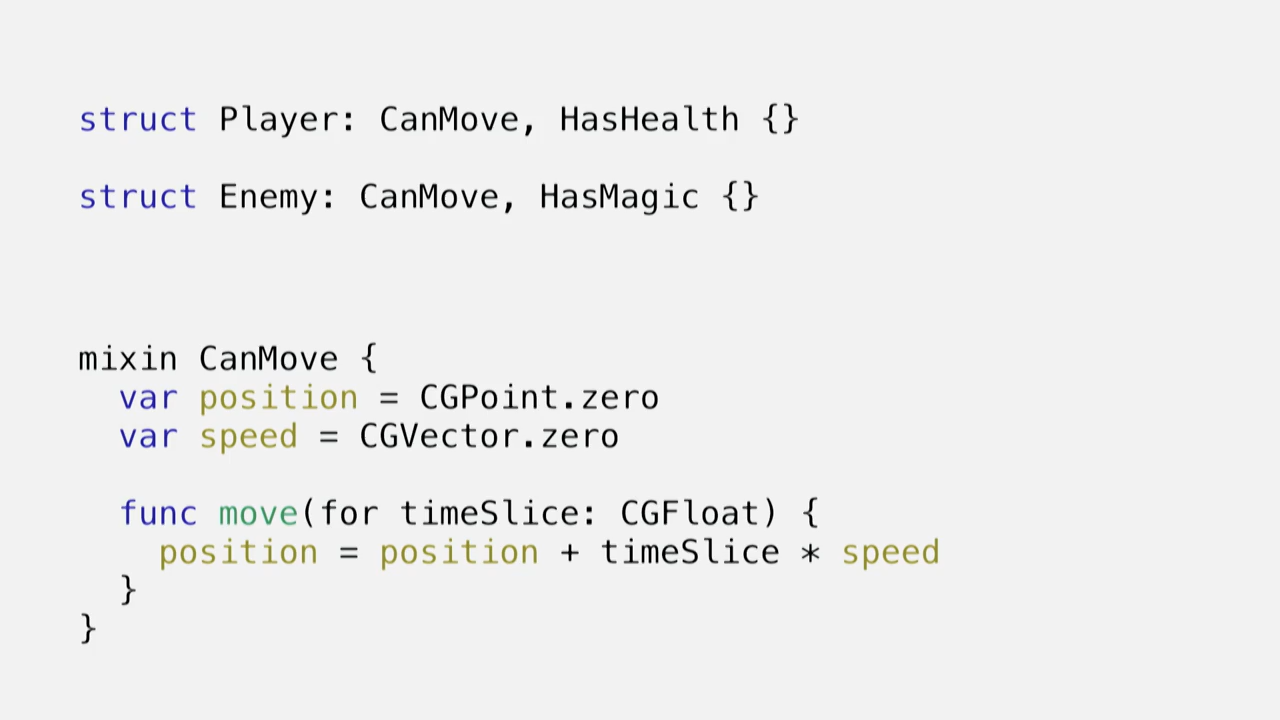 struct Player: CanMove, HasHealth {}
struct Enemy: CanMove, HasMagic {}
mixin CanMove {
  var position = CGPoint.zero
  var speed = CGVector.zero
  func move(for timeSlice: CGFloat) {
    position = position + timeSlice * speed
  }
}